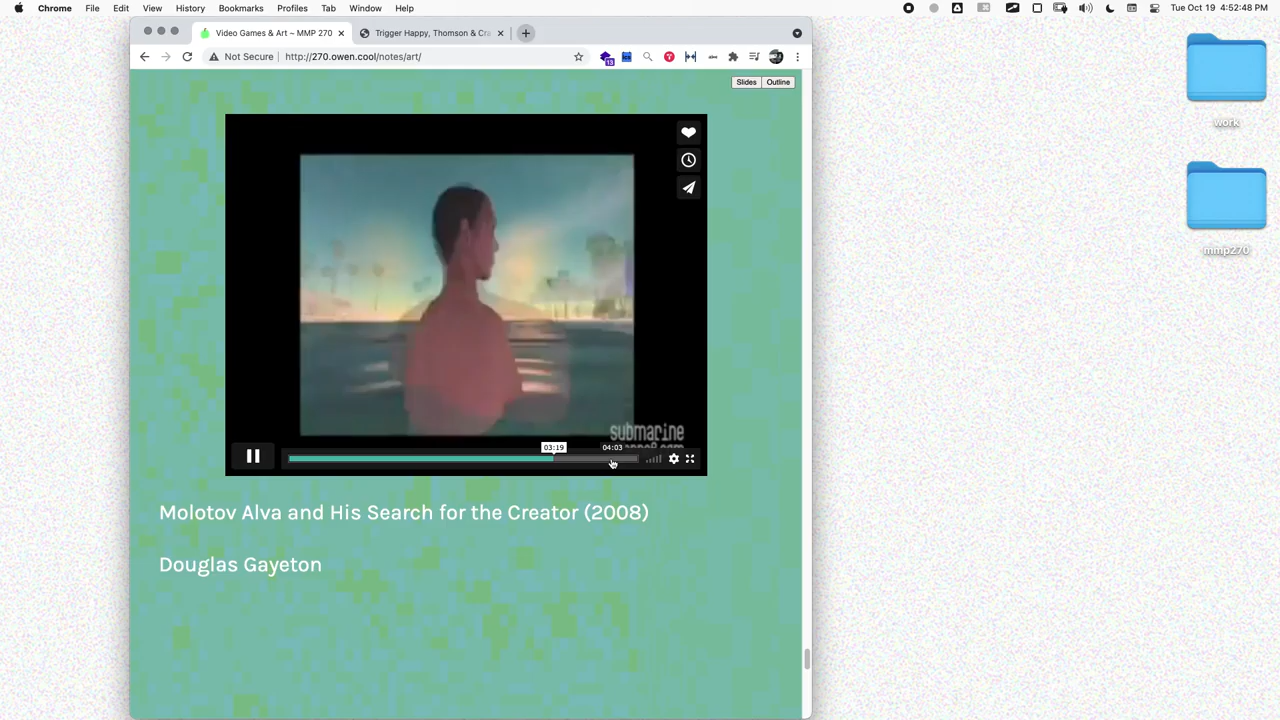 Chrome File Edit View History Bookmarks Profiles Tab Window Help
Tue Oct 19 4:52:48 PM
Video Games & Art ~ MMP 270
Trigger Happy, Thomson & Cra
Not Secure http://270.owen.cool/notes/art/
13
Slides Outline
submarine
03:19 04:03
Molotov Alva and His Search for the Creator (2008)
Douglas Gayeton
work
mmp270